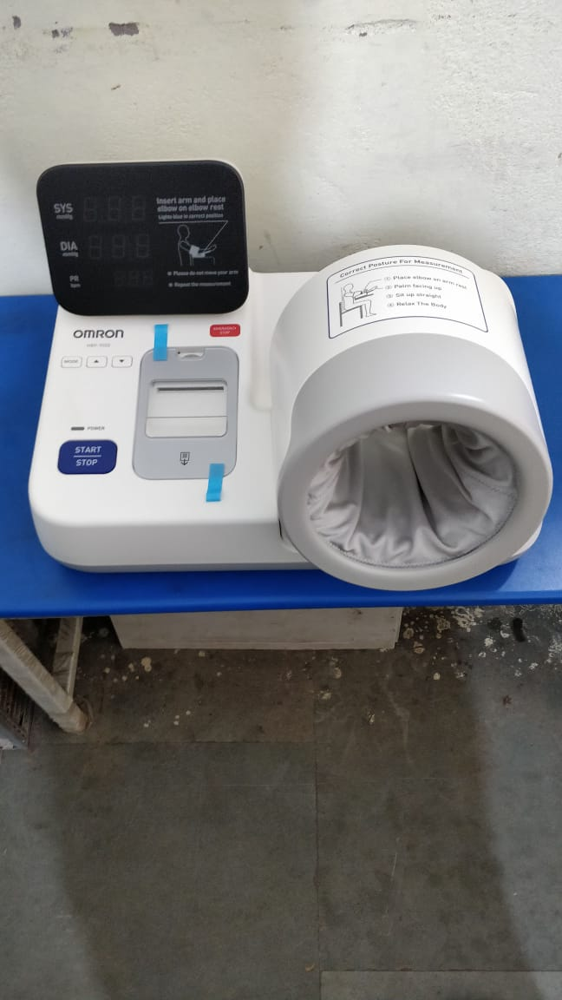 SYS
mmHg
DIA
mmHg
PR
bpm
Insert arm and place
elbow on elbow rest
Lights blue in correct position
Please do not move your arm
Repeat the measurement
OMRON
MODE
EMERGENCY
STOP
POWER
START
STOP
Correct Posture For Measurement
① Place elbow on arm rest
② Palm facing up
③ Sit up straight
④ Relax The Body